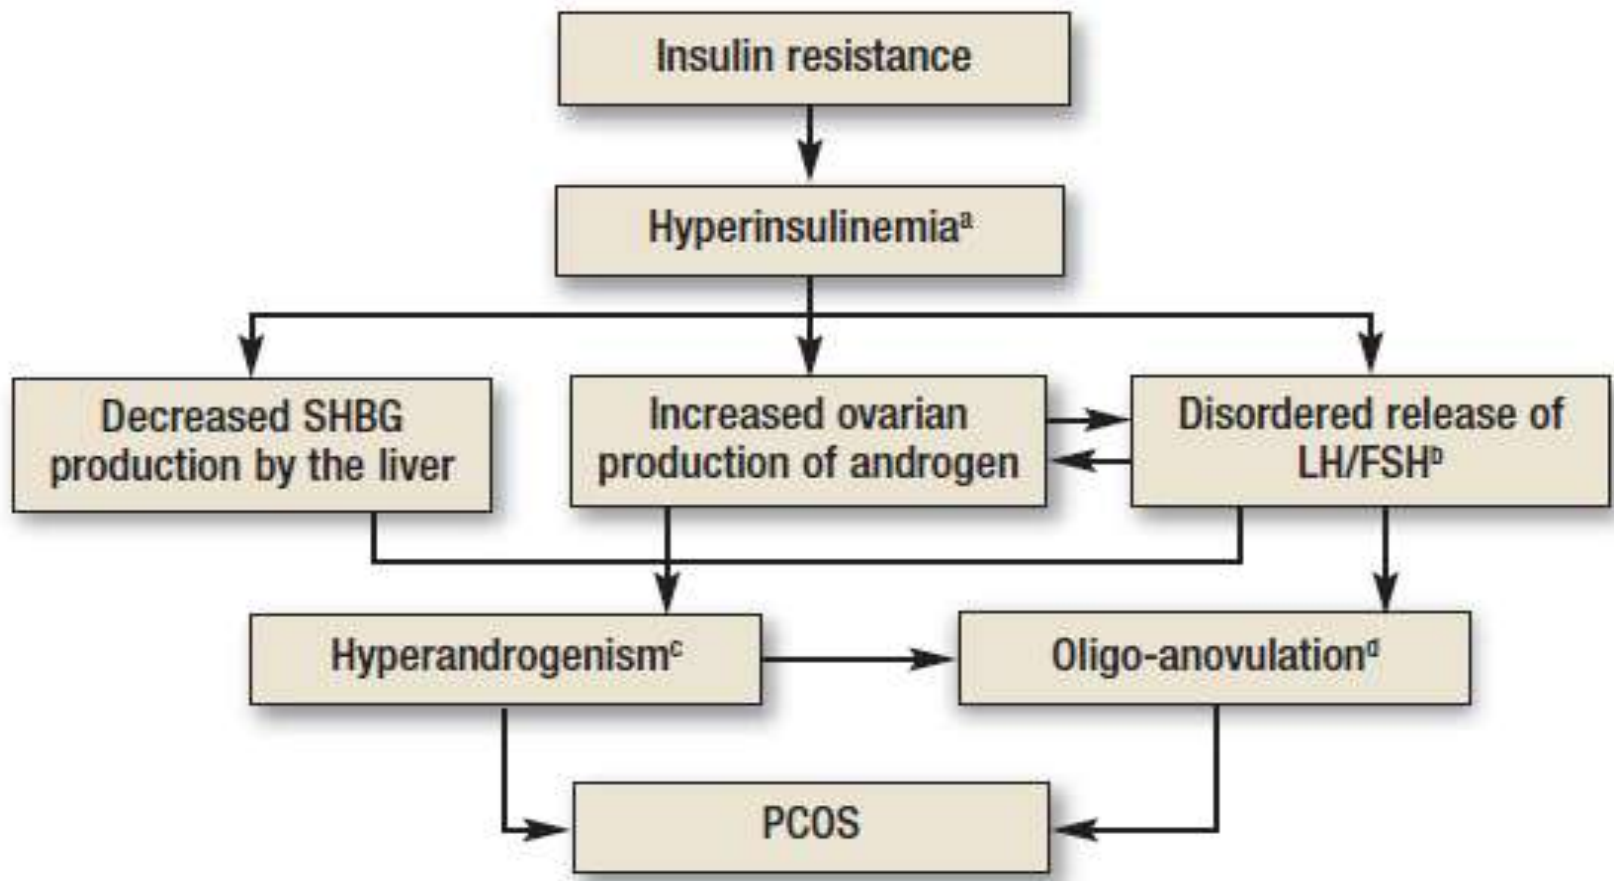 Insulin resistance
Hyperinsulinemiaᵃ
Decreased SHBG
production by the liver
Increased ovarian
production of androgen
Disordered release of
LH/FSHᵇ
Hyperandrogenismᶜ
Oligo-anovulationᵈ
PCOS